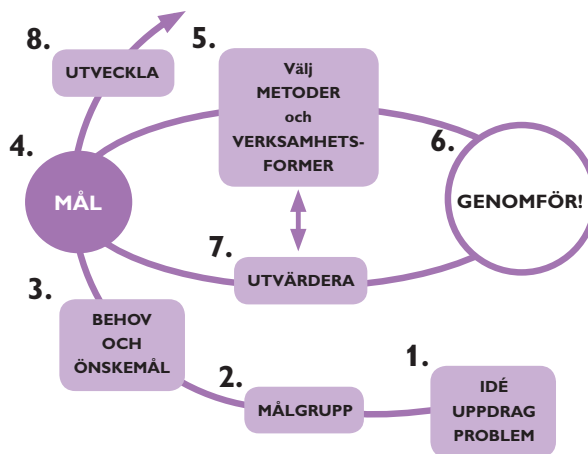 8.
UTVECKLA
5.
Välj
METODER
och
VERKSAMHETS-
FORMER
4.
MÅL
6.
GENOMFÖR!
7.
UTVÄRDERA
3.
BEHOV
OCH
ÖNSKEMÅL
2.
MÅLGRUPP
1.
IDÉ
UPPDRAG
PROBLEM